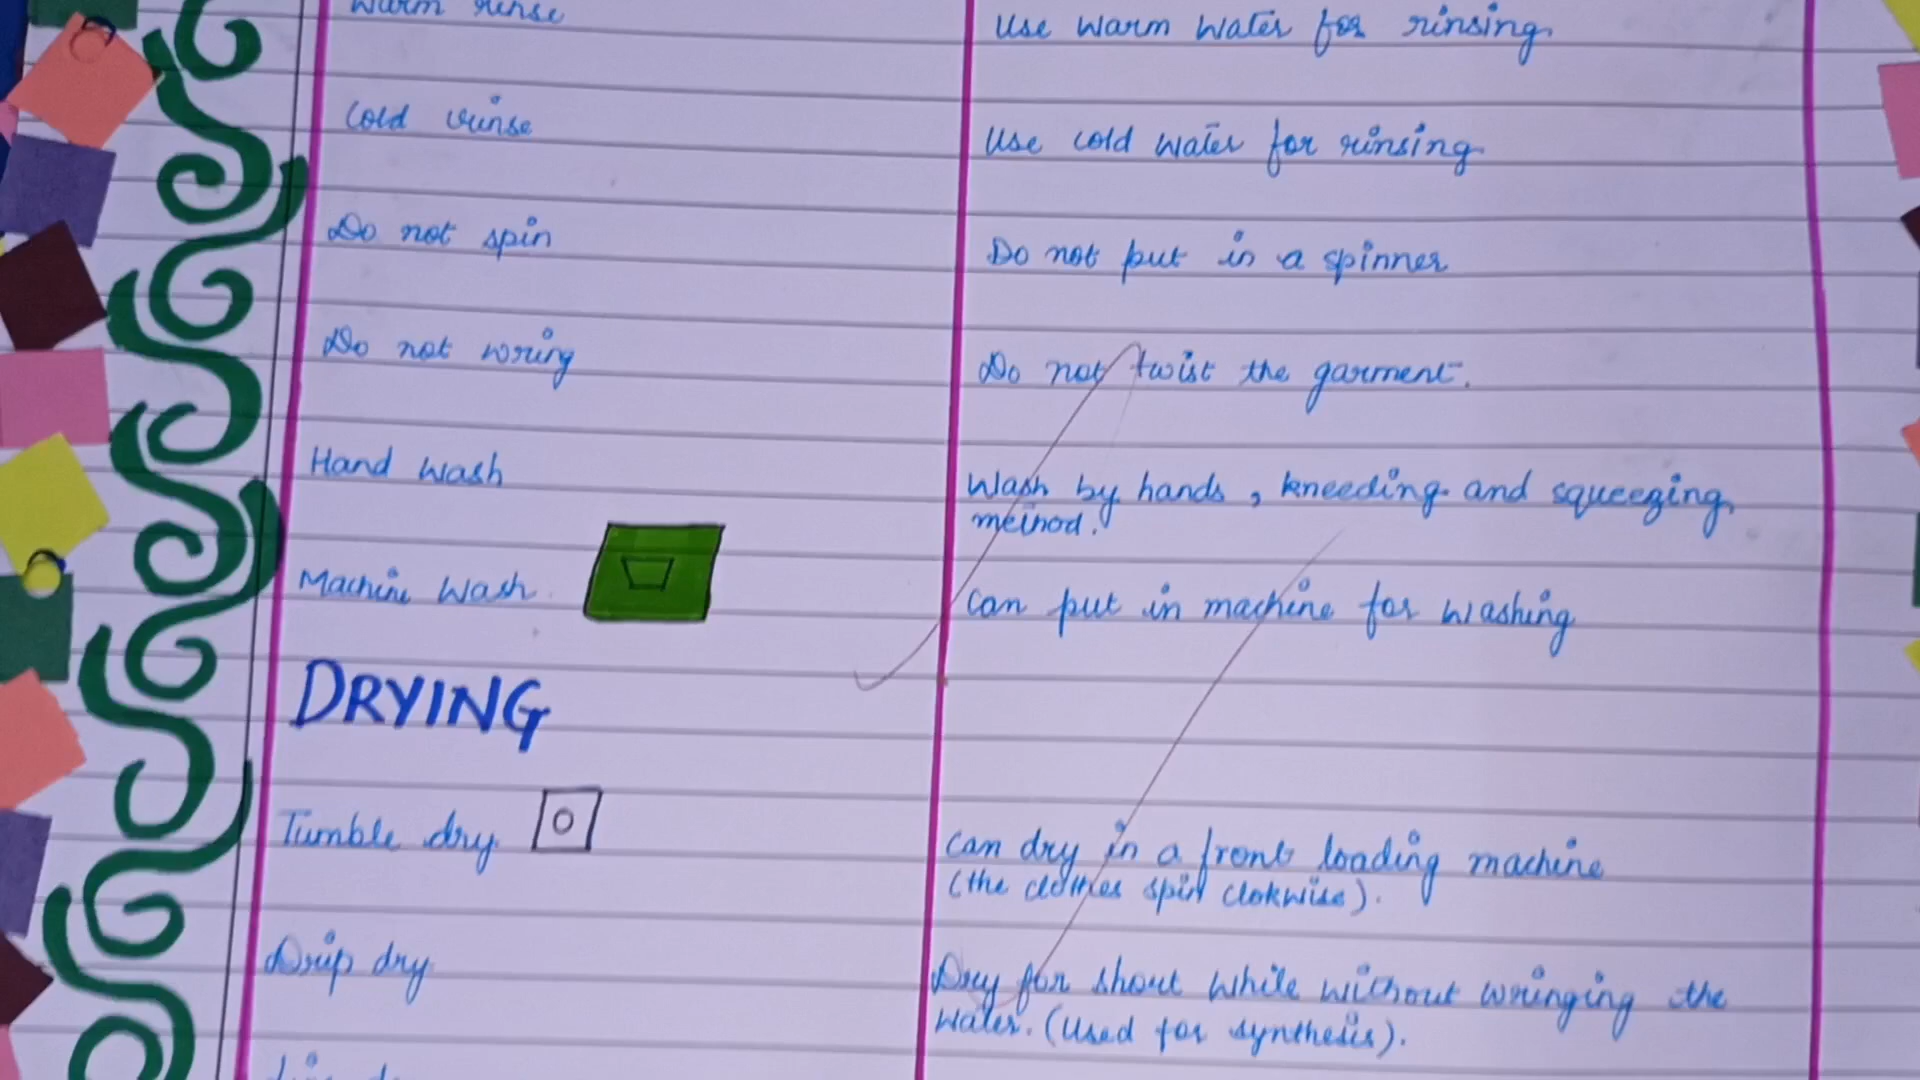 Warm rinse
Use warm water for rinsing.
Cold rinse
Use cold water for rinsing
Do not spin
Do not put in a spinner
Do not wring
Do not twist the garment.
Hand wash
Wash by hands, kneeding and squeezing
method.
Machine wash
Can put in machine for washing
DRYING
Tumble dry
Can dry in a front loading machine
(the clothes spin clokwise).
Drip dry
Dry for short while without wringing the
water. (Used for synthesis).